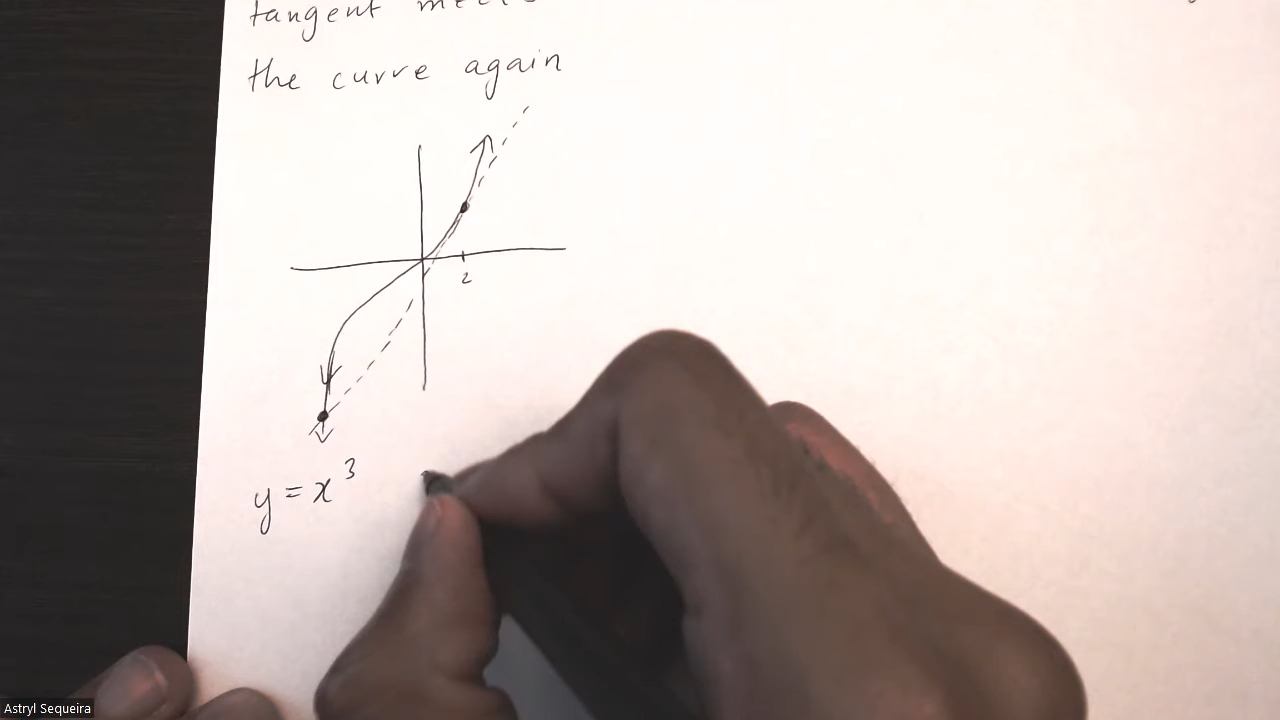 tangent
the curve again
2
y = x³
Astryl Sequeira